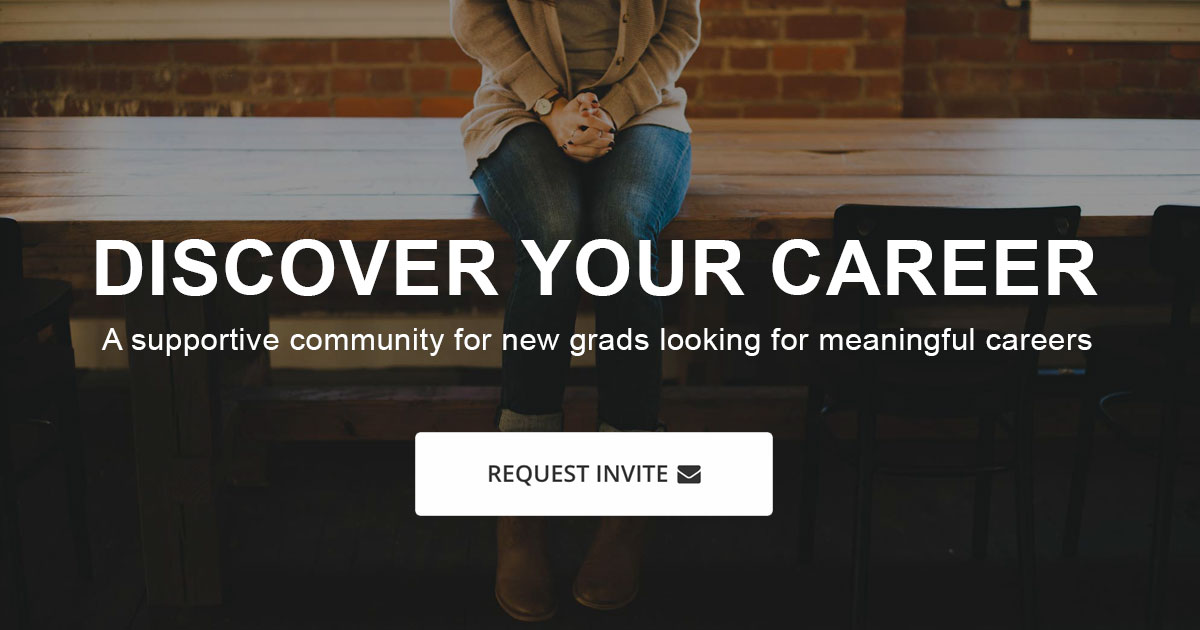 DISCOVER YOUR CAREER
A supportive community for new grads looking for meaningful careers
REQUEST INVITE